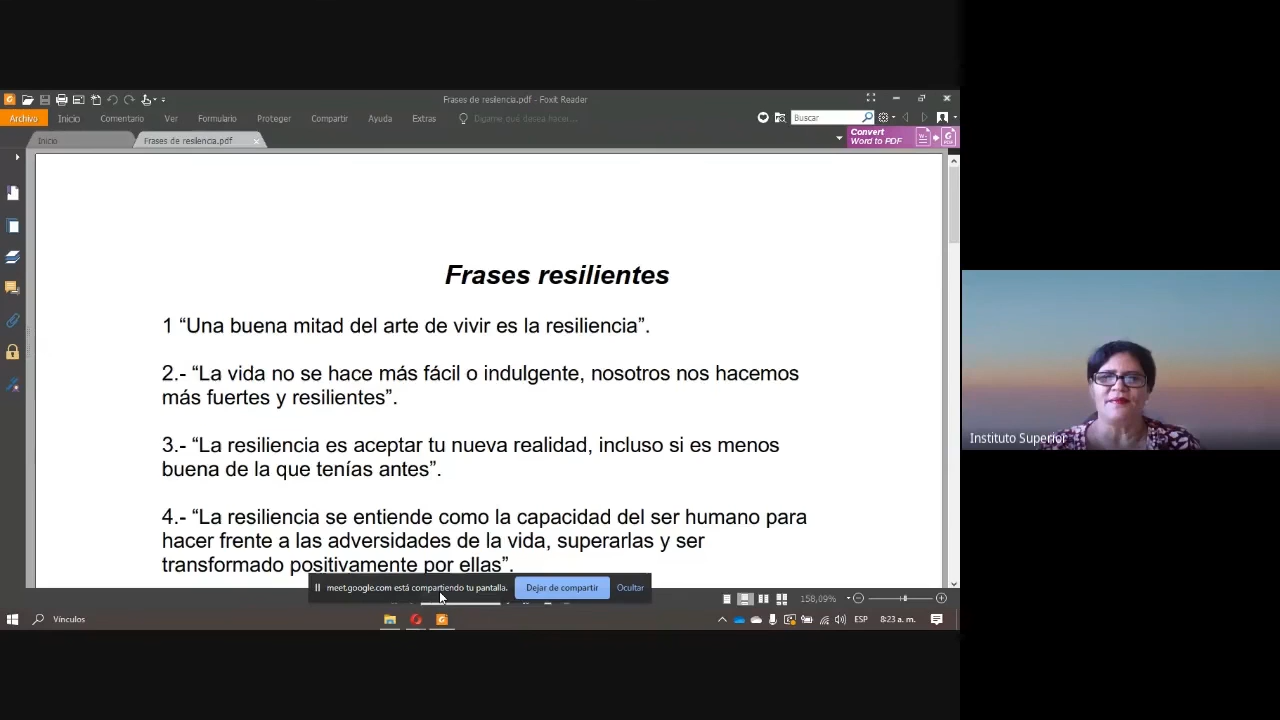 Frases de resilencia.pdf - Foxit Reader
Archivo Inicio Comentario Ver Formulario Proteger Compartir Ayuda Extras Dígame qué desea hacer... Buscar
Inicio Frases de resilencia.pdf Convert
Word to PDF
Frases resilientes
1 “Una buena mitad del arte de vivir es la resiliencia”.
2.- “La vida no se hace más fácil o indulgente, nosotros nos hacemos
más fuertes y resilientes”.
3.- “La resiliencia es aceptar tu nueva realidad, incluso si es menos
buena de la que tenías antes”.
4.- “La resiliencia se entiende como la capacidad del ser humano para
hacer frente a las adversidades de la vida, superarlas y ser
transformado positivamente por ellas”.
meet.google.com está compartiendo tu pantalla. Dejar de compartir Ocultar
158,09%
Vínculos ESP 8:23 a. m.
Instituto Superior